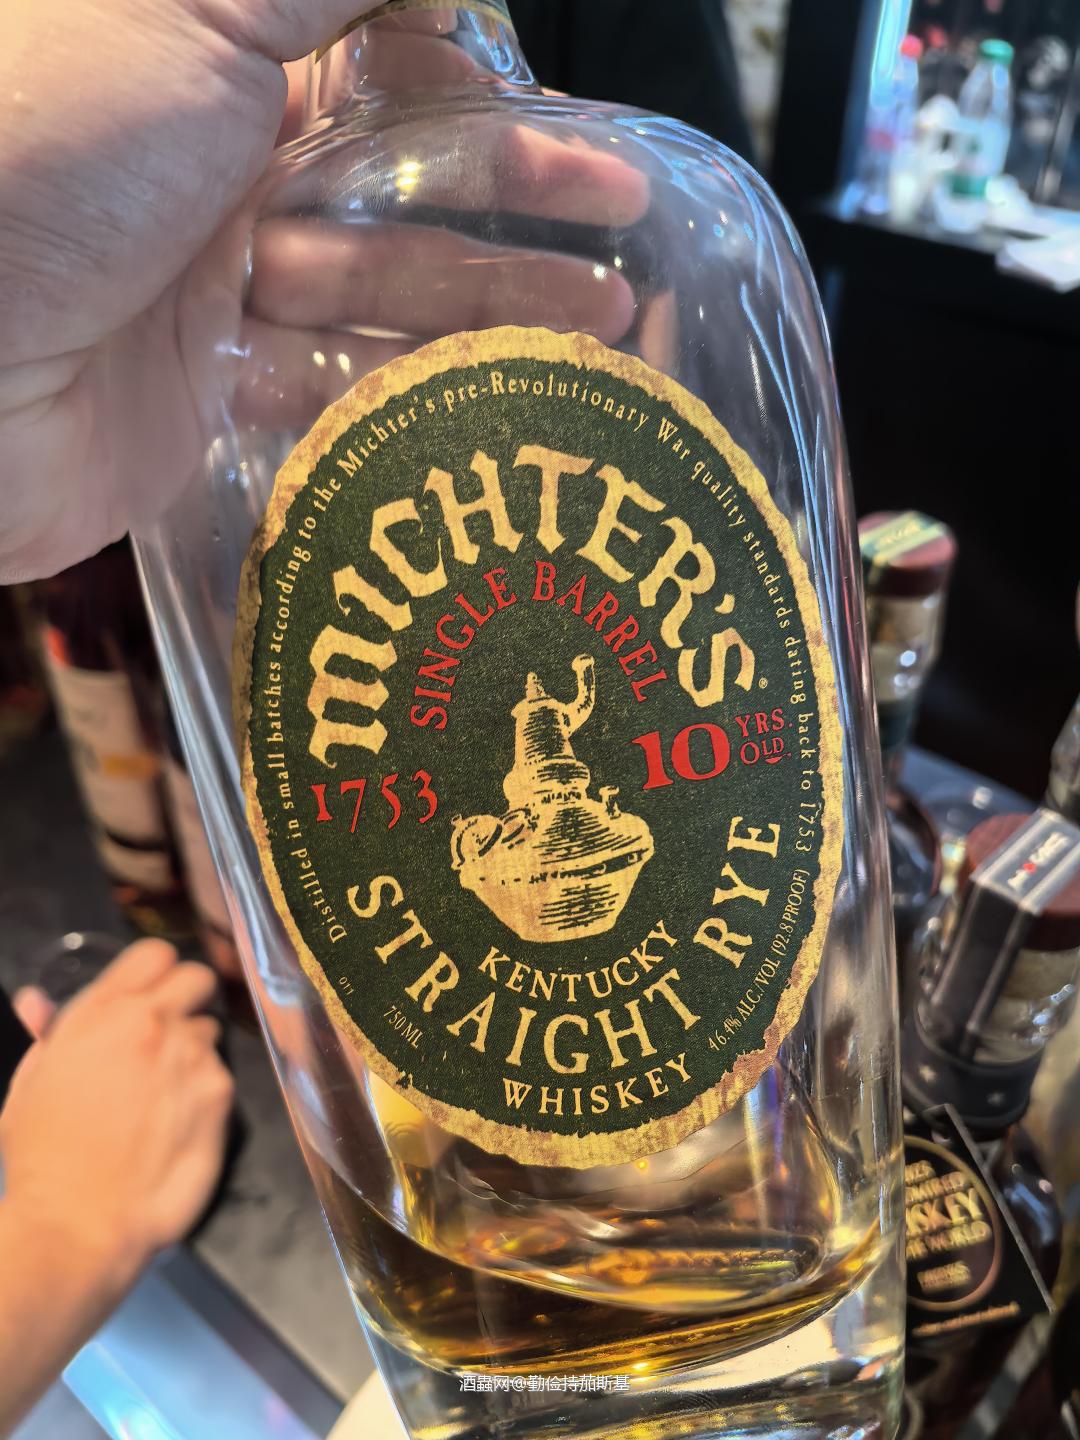 Distilled in small batches according to the Michter's pre-Revolutionary War quality standards dating back to 1753
MICHTER'S®
SINGLE BARREL
1753
10 YRS.
OLD
KENTUCKY
STRAIGHT RYE
WHISKEY
750 ML
46.4% ALC./VOL (92.8 PROOF)
WHISKEY
WORLD
酒蟲网@勤俭持茄斯基